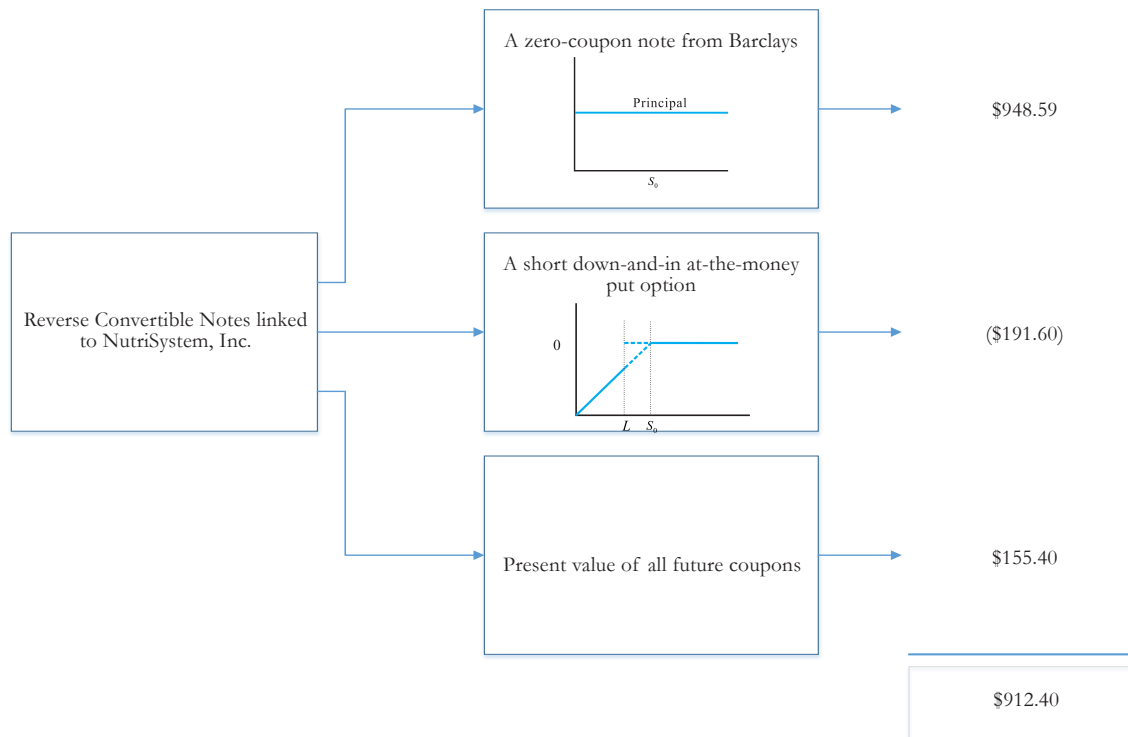 A zero-coupon note from Barclays
Principal
S₀
$948.59
Reverse Convertible Notes linked
to NutriSystem, Inc.
A short down-and-in at-the-money
put option
0
L S₀
($191.60)
Present value of all future coupons
$155.40
$912.40